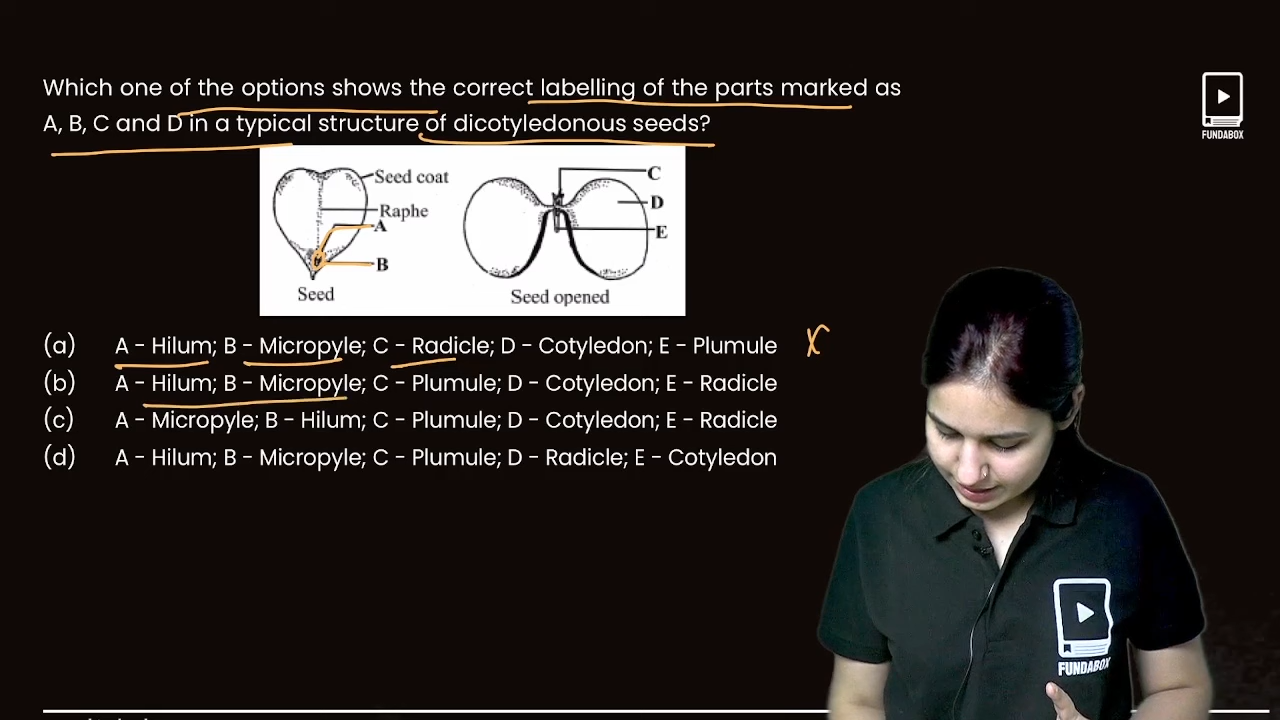 Which one of the options shows the correct labelling of the parts marked as
A, B, C and D in a typical structure of dicotyledonous seeds?
FUNDABOX
Seed coat
Raphe
A
B
Seed
C
D
E
Seed opened
(a) A - Hilum; B - Micropyle; C - Radicle; D - Cotyledon; E - Plumule X
(b) A - Hilum; B - Micropyle; C - Plumule; D - Cotyledon; E - Radicle
(c) A - Micropyle; B - Hilum; C - Plumule; D - Cotyledon; E - Radicle
(d) A - Hilum; B - Micropyle; C - Plumule; D - Radicle; E - Cotyledon
FUNDABOX